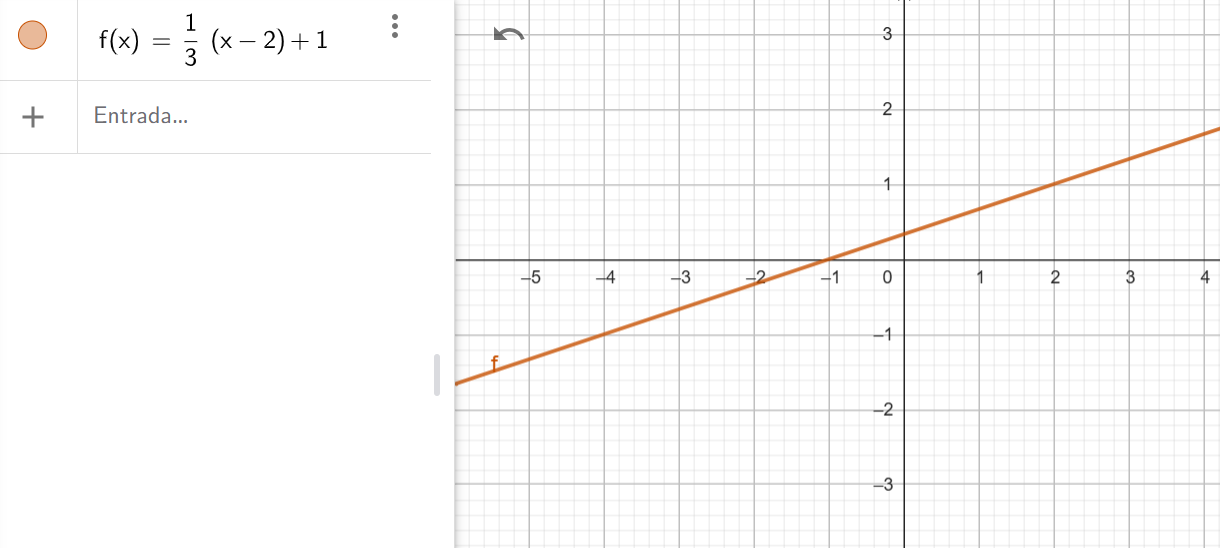 f(x) = 1/3 (x – 2) + 1
Entrada...
3
2
1
–5 –4 –3 –2 –1 0 1 2 3 4
–1
f
–2
–3